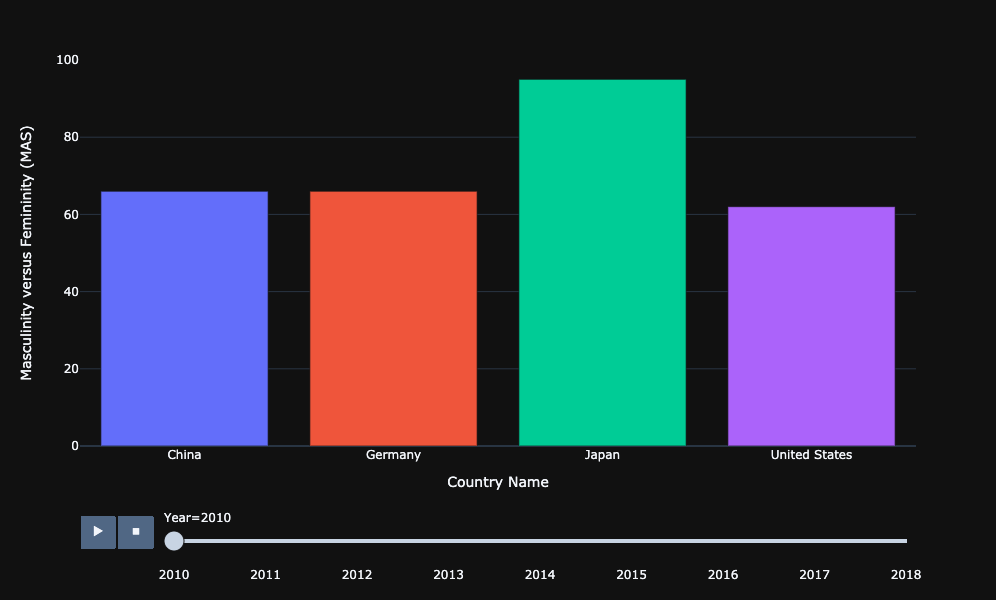 100
80
60
40
20
0
Masculinity versus Femininity (MAS)
China Germany Japan United States
Country Name
Year=2010
2010 2011 2012 2013 2014 2015 2016 2017 2018